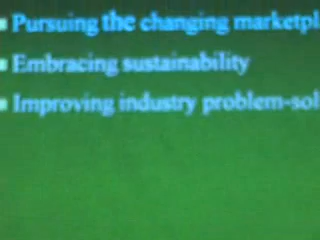 Pursuing the changing marketpl
Embracing sustainability
Improving industry problem-sol